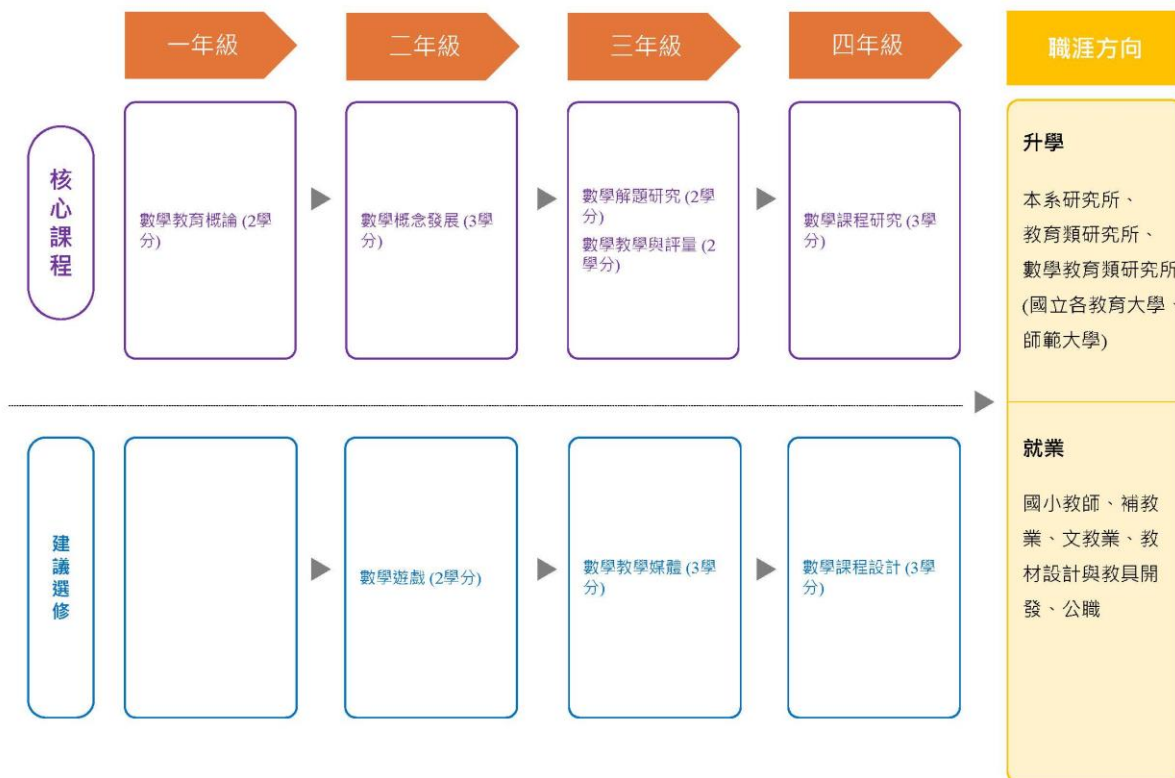 一年級
二年級
三年級
四年級
職涯方向
核心課程
數學教育概論 (2學
分)
數學概念發展 (3學
分)
數學解題研究 (2學
分)
數學教學與評量 (2
學分)
數學課程研究 (3學
分)
升學
本系研究所、
教育類研究所、
數學教育類研究所
(國立各教育大學、
師範大學)
建議選修
數學遊戲 (2學分)
數學教學媒體 (3學
分)
數學課程設計 (3學
分)
就業
國小教師、補教
業、文教業、教
材設計與教具開
發、公職